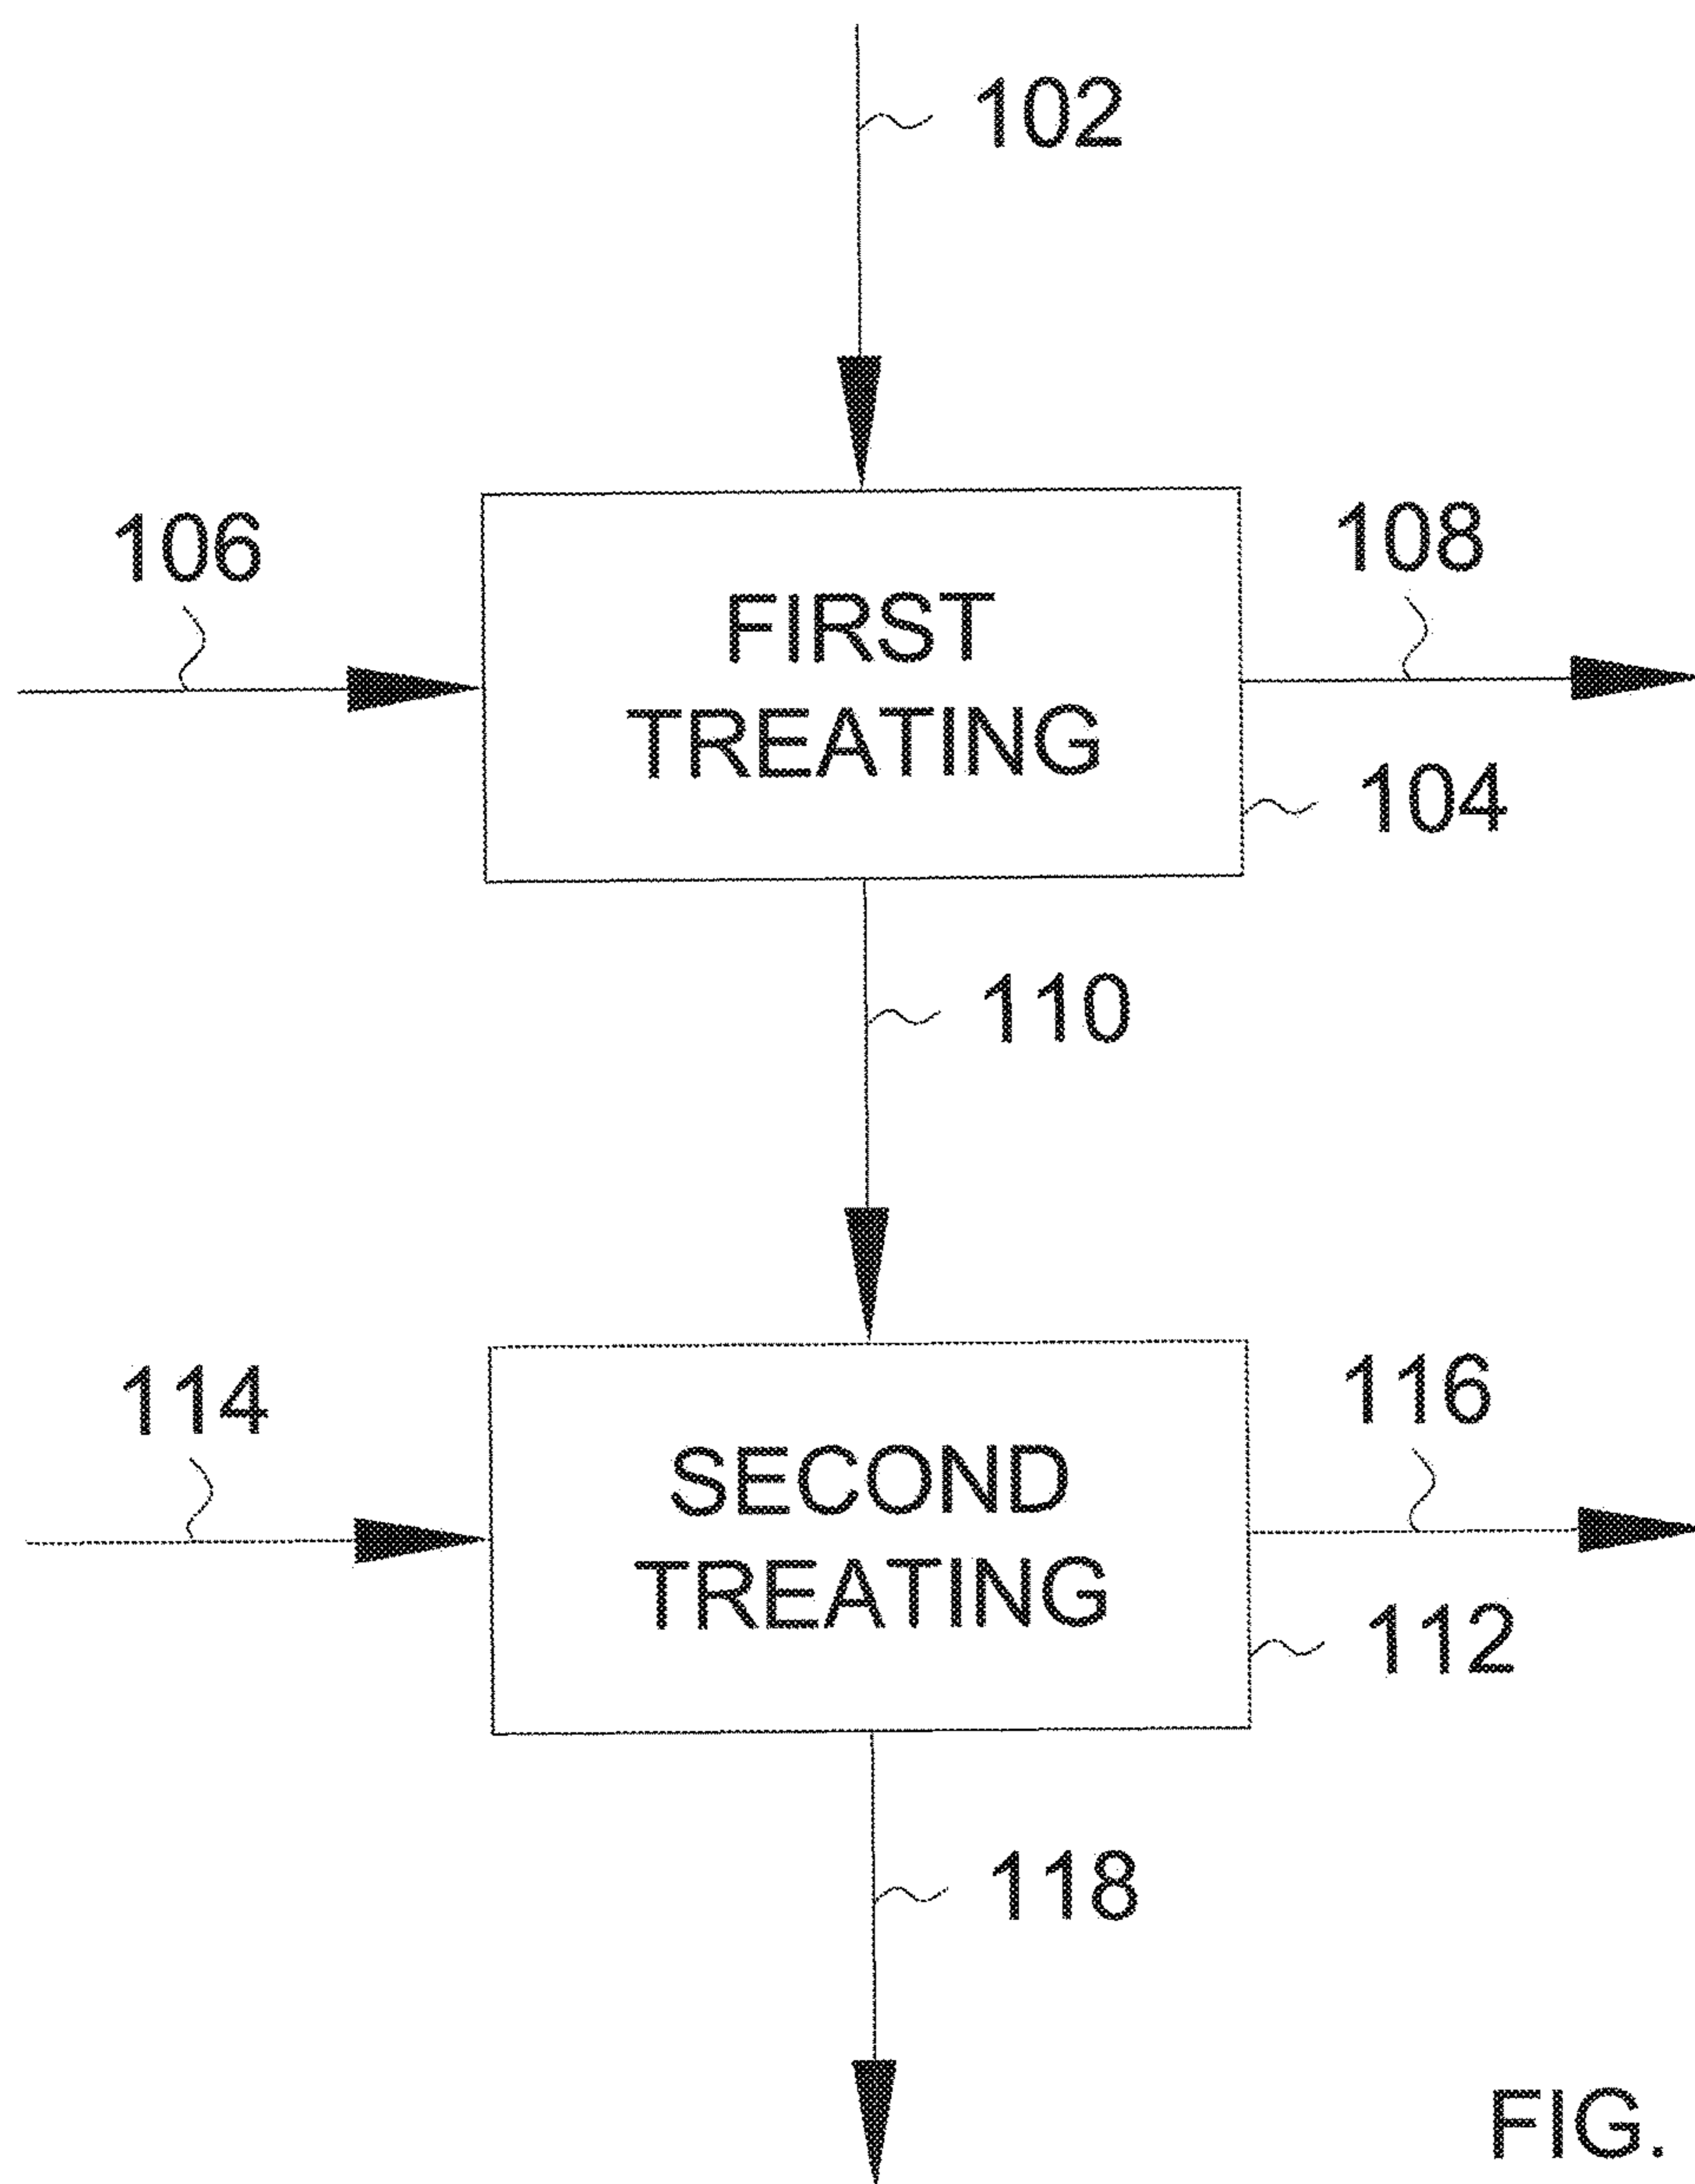 102
106
108
FIRST
TREATING
104
110
114
116
SECOND
TREATING
112
118
FIG.